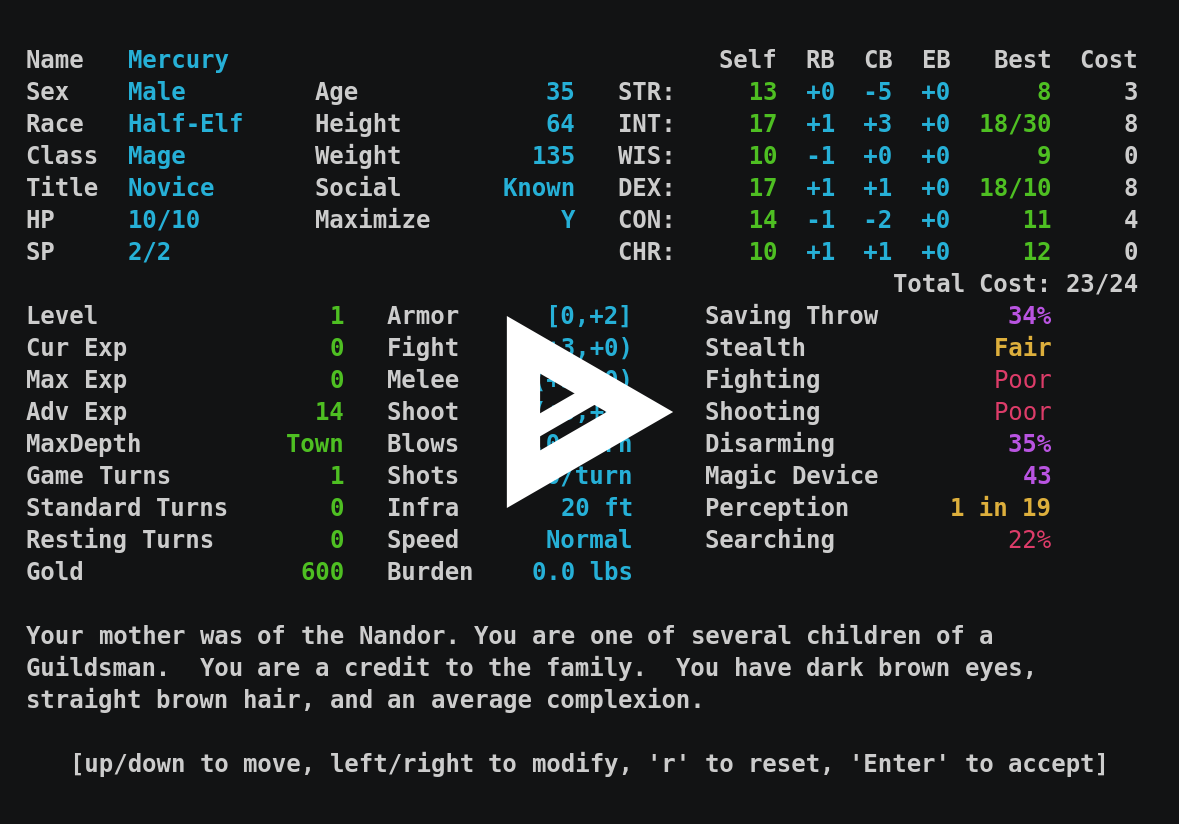 Name Mercury Self RB CB EB Best Cost
Sex Male Age 35 STR: 13 +0 -5 +0 8 3
Race Half-Elf Height 64 INT: 17 +1 +3 +0 18/30 8
Class Mage Weight 135 WIS: 10 -1 +0 +0 9 0
Title Novice Social Known DEX: 17 +1 +1 +0 18/10 8
HP 10/10 Maximize Y CON: 14 -1 -2 +0 11 4
SP 2/2 CHR: 10 +1 +1 +0 12 0
Total Cost: 23/24
Level 1 Armor [0,+2] Saving Throw 34%
Cur Exp 0 Fight Stealth Fair
Max Exp 0 Melee Fighting Poor
Adv Exp 14 Shoot Shooting Poor
MaxDepth Town Blows Disarming 35%
Game Turns 1 Shots Magic Device 43
Standard Turns 0 Infra 20 ft Perception 1 in 19
Resting Turns 0 Speed Normal Searching 22%
Gold 600 Burden 0.0 lbs
Your mother was of the Nandor. You are one of several children of a
Guildsman.  You are a credit to the family.  You have dark brown eyes,
straight brown hair, and an average complexion.
[up/down to move, left/right to modify, 'r' to reset, 'Enter' to accept]